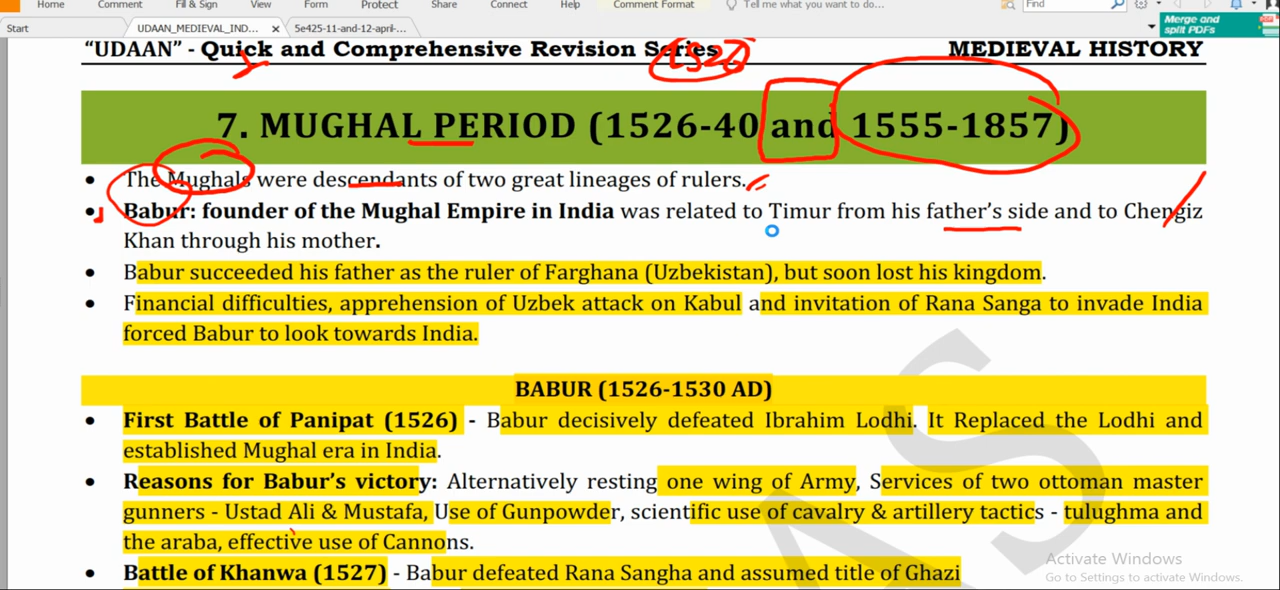 Home Comment Fill & Sign View Form Protect Share Connect Help Comment Format Tell me what you want to do... Find
Start UDAAN_MEDIEVAL_IND... × 5e425-11-and-12-april-...
Merge and
split PDFs
"UDAAN" - Quick and Comprehensive Revision Series MEDIEVAL HISTORY
1526
7. MUGHAL PERIOD (1526-40 and 1555-1857)
• The Mughals were descendants of two great lineages of rulers.
• Babur: founder of the Mughal Empire in India was related to Timur from his father's side and to Chengiz
Khan through his mother.
• Babur succeeded his father as the ruler of Farghana (Uzbekistan), but soon lost his kingdom.
• Financial difficulties, apprehension of Uzbek attack on Kabul and invitation of Rana Sanga to invade India
forced Babur to look towards India.
BABUR (1526-1530 AD)
• First Battle of Panipat (1526) - Babur decisively defeated Ibrahim Lodhi. It Replaced the Lodhi and
established Mughal era in India.
• Reasons for Babur's victory: Alternatively resting one wing of Army, Services of two ottoman master
gunners - Ustad Ali & Mustafa, Use of Gunpowder, scientific use of cavalry & artillery tactics - tulughma and
the araba, effective use of Cannons.
• Battle of Khanwa (1527) - Babur defeated Rana Sangha and assumed title of Ghazi
Activate Windows
Go to Settings to activate Windows.